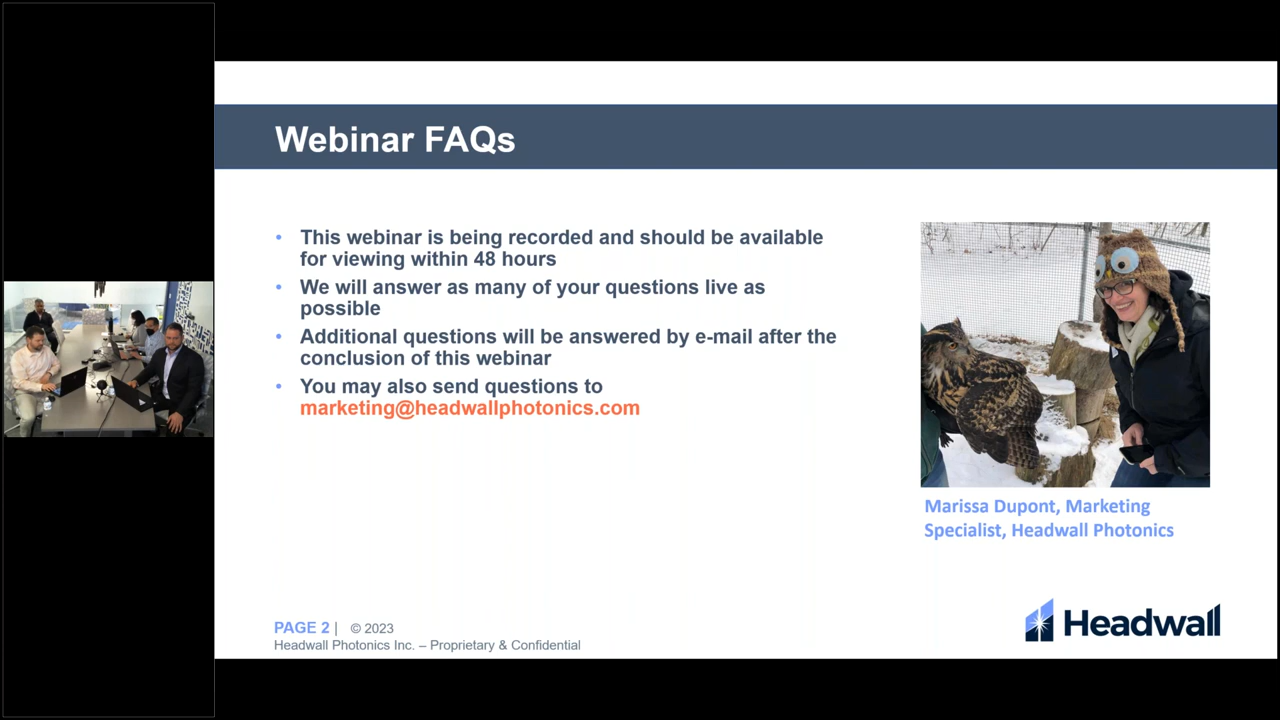 Webinar FAQs
• This webinar is being recorded and should be available
for viewing within 48 hours
• We will answer as many of your questions live as
possible
• Additional questions will be answered by e-mail after the
conclusion of this webinar
• You may also send questions to
marketing@headwallphotonics.com
Marissa Dupont, Marketing
Specialist, Headwall Photonics
PAGE 2 | © 2023
Headwall Photonics Inc. – Proprietary & Confidential
Headwall